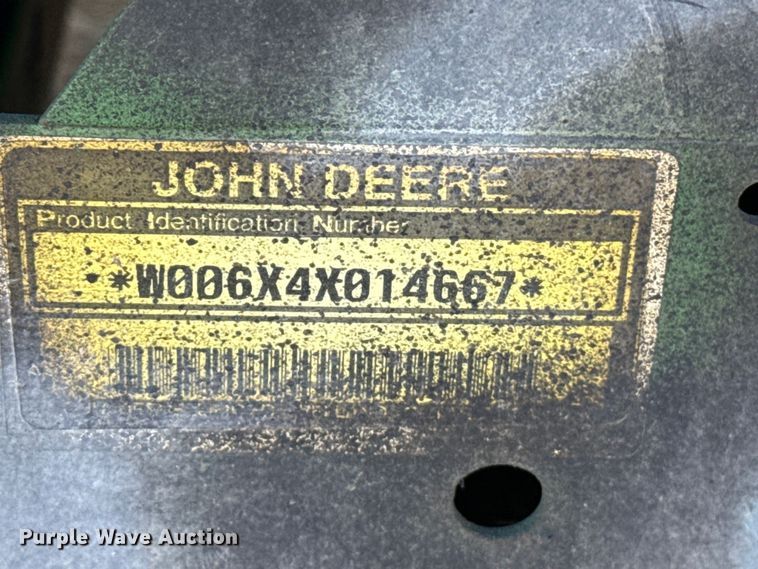 JOHN DEERE
Product Identification Number
*W006X4X014667*
Purple Wave Auction